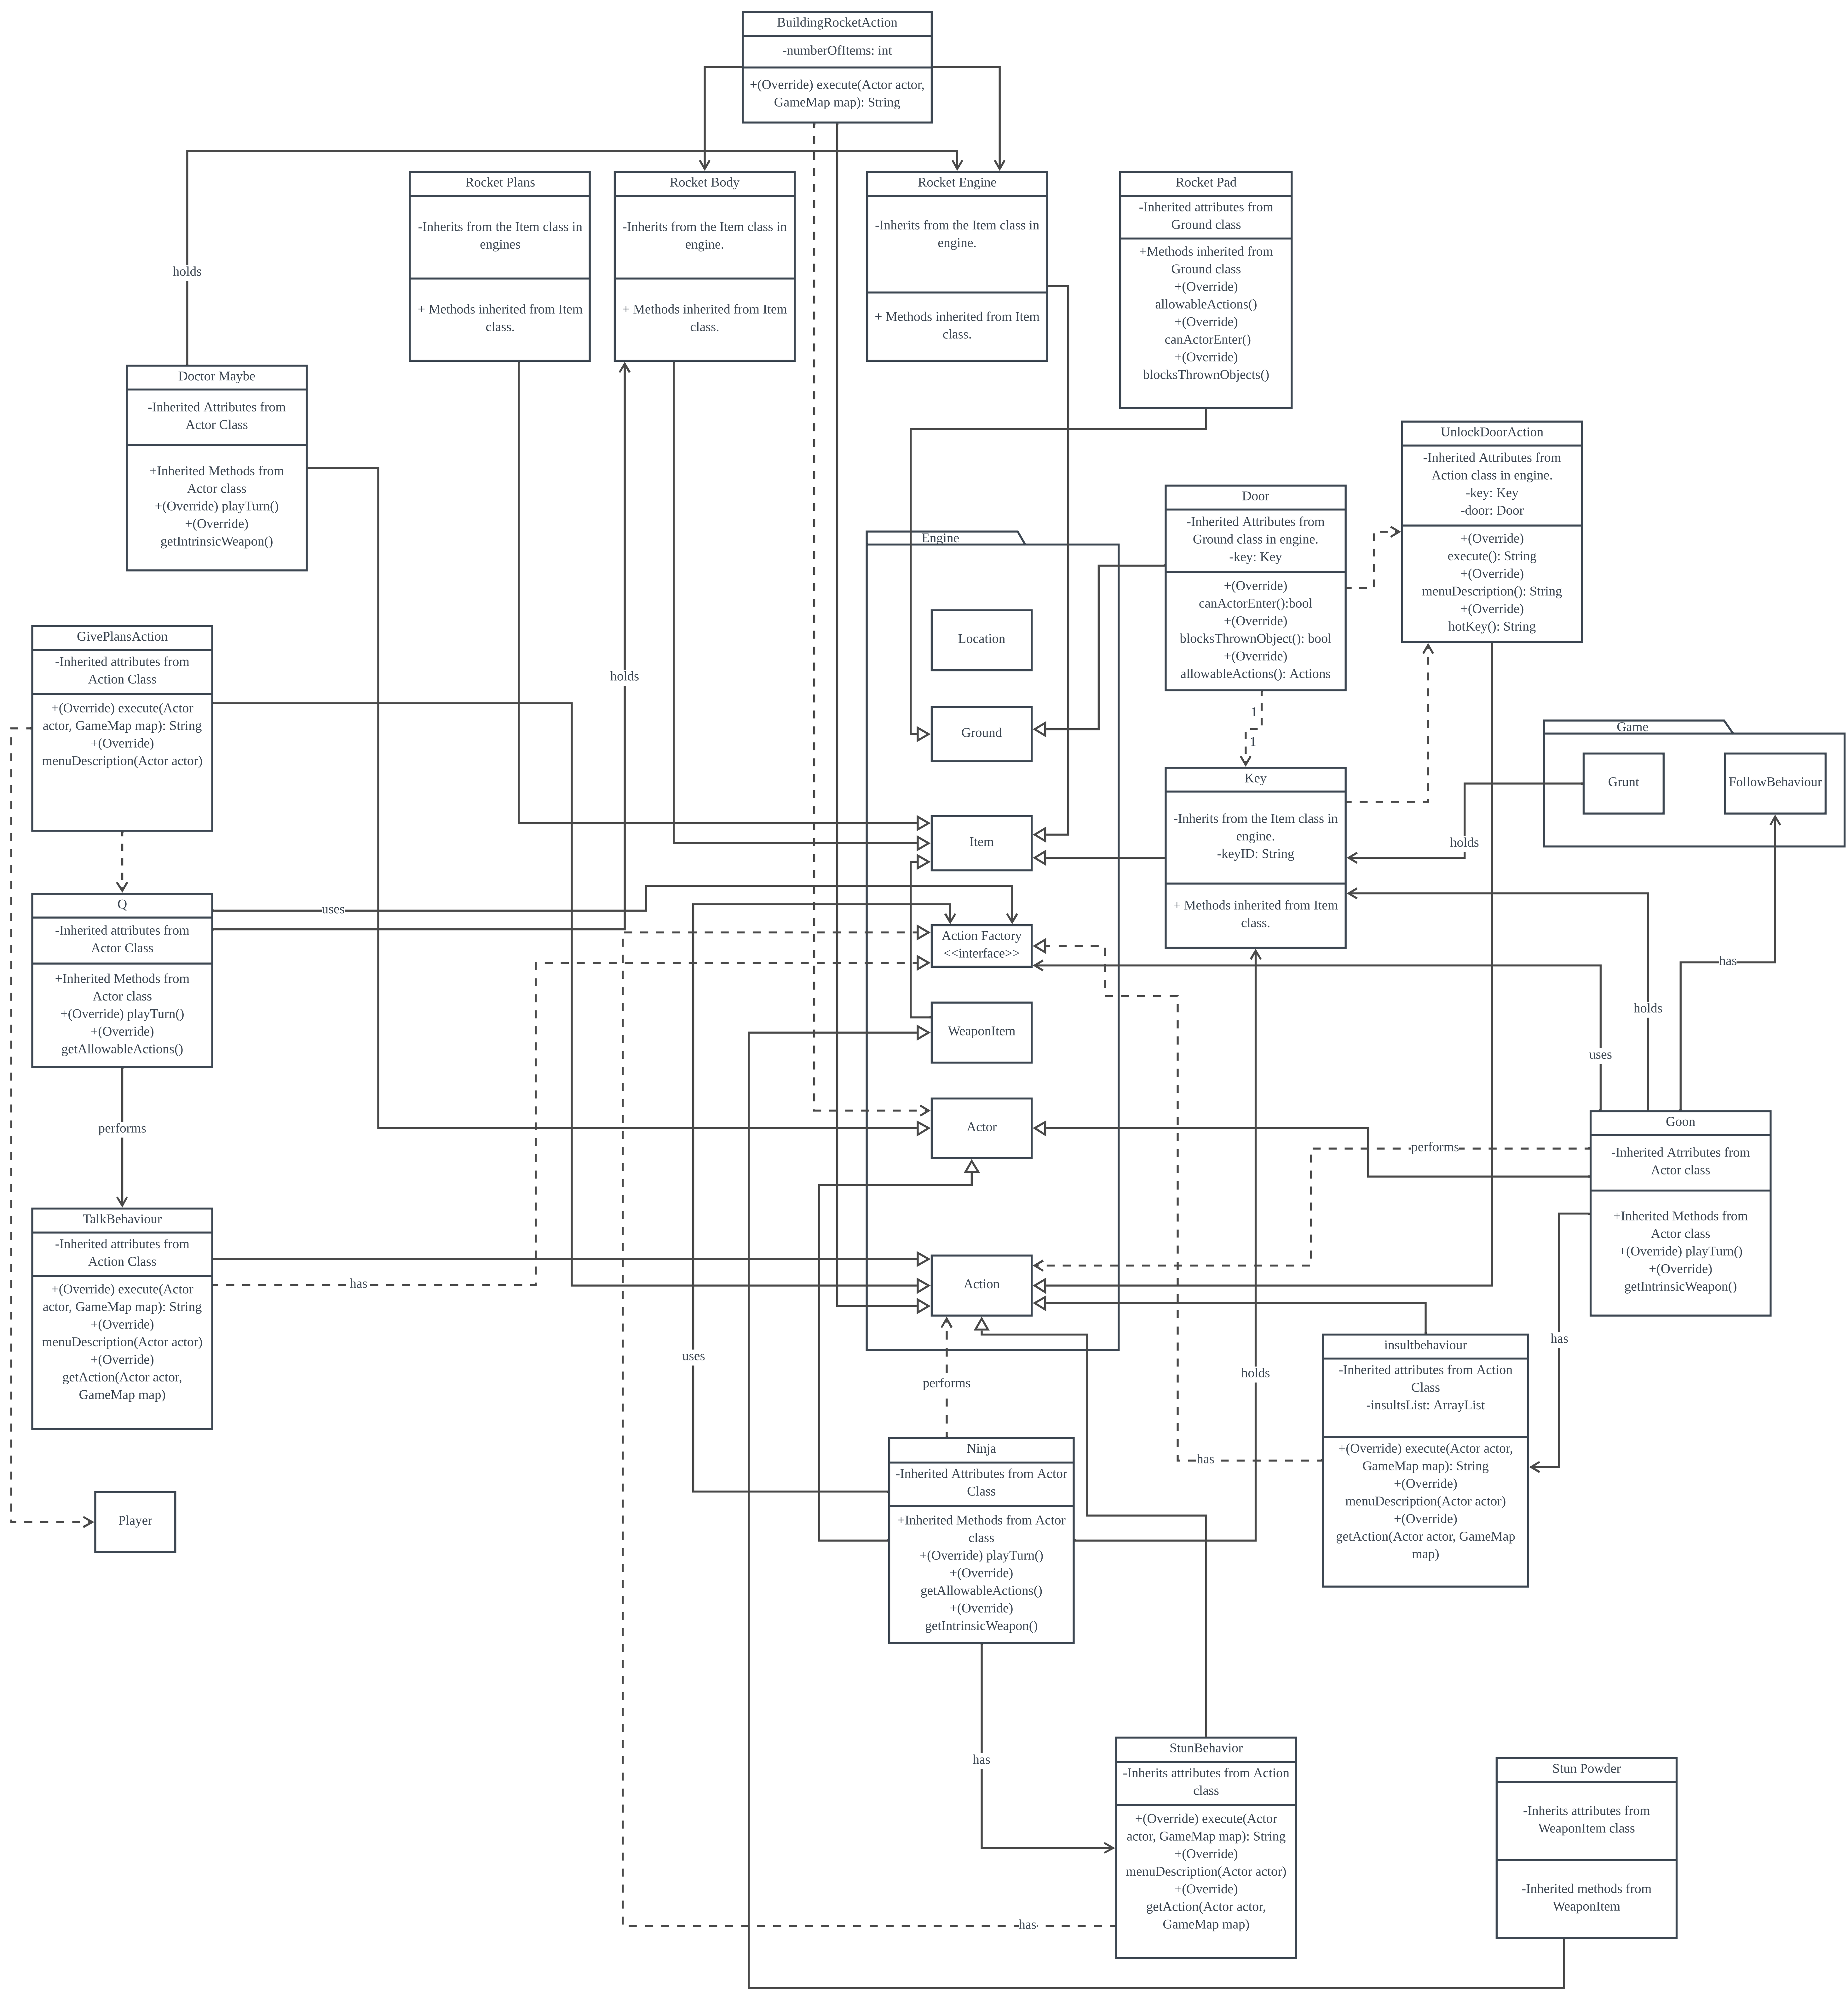 BuildingRocketAction
-numberOfItems: int
+(Override) execute(Actor actor,
GameMap map): String
Rocket Plans
-Inherits from the Item class in
engines
+ Methods inherited from Item
class.
Rocket Body
-Inherits from the Item class in
engine.
+ Methods inherited from Item
class.
Rocket Engine
-Inherits from the Item class in
engine.
+ Methods inherited from Item
class.
Rocket Pad
-Inherited attributes from
Ground class
+Methods inherited from
Ground class
+(Override)
allowableActions()
+(Override)
canActorEnter()
+(Override)
blocksThrownObjects()
holds
Doctor Maybe
-Inherited Attributes from
Actor Class
+Inherited Methods from
Actor class
+(Override) playTurn()
+(Override)
getIntrinsicWeapon()
UnlockDoorAction
-Inherited Attributes from
Action class in engine.
-key: Key
-door: Door
+(Override)
execute(): String
+(Override)
menuDescription(): String
+(Override)
hotKey(): String
Door
-Inherited Attributes from
Ground class in engine.
-key: Key
+(Override)
canActorEnter():bool
+(Override)
blocksThrownObject(): bool
+(Override)
allowableActions(): Actions
1
1
Engine
Location
Ground
Item
Action Factory
<<interface>>
WeaponItem
Actor
Action
GivePlansAction
-Inherited attributes from
Action Class
+(Override) execute(Actor
actor, GameMap map): String
+(Override)
menuDescription(Actor actor)
holds
Game
Grunt
FollowBehaviour
Key
-Inherits from the Item class in
engine.
-keyID: String
+ Methods inherited from Item
class.
holds
Q
-Inherited attributes from
Actor Class
+Inherited Methods from
Actor class
+(Override) playTurn()
+(Override)
getAllowableActions()
uses
has
holds
uses
performs
Goon
-Inherited Atrributes from
Actor class
+Inherited Methods from
Actor class
+(Override) playTurn()
+(Override)
getIntrinsicWeapon()
performs
TalkBehaviour
-Inherited attributes from
Action Class
+(Override) execute(Actor
actor, GameMap map): String
+(Override)
menuDescription(Actor actor)
+(Override)
getAction(Actor actor,
GameMap map)
has
uses
performs
holds
has
insultbehaviour
-Inherited attributes from Action
Class
-insultsList: ArrayList
+(Override) execute(Actor actor,
GameMap map): String
+(Override)
menuDescription(Actor actor)
+(Override)
getAction(Actor actor, GameMap
map)
has
Ninja
-Inherited Attributes from Actor
Class
+Inherited Methods from Actor
class
+(Override) playTurn()
+(Override)
getAllowableActions()
+(Override)
getIntrinsicWeapon()
Player
has
StunBehavior
-Inherits attributes from Action
class
+(Override) execute(Actor
actor, GameMap map): String
+(Override)
menuDescription(Actor actor)
+(Override)
getAction(Actor actor,
GameMap map)
has
Stun Powder
-Inherits attributes from
WeaponItem class
-Inherited methods from
WeaponItem